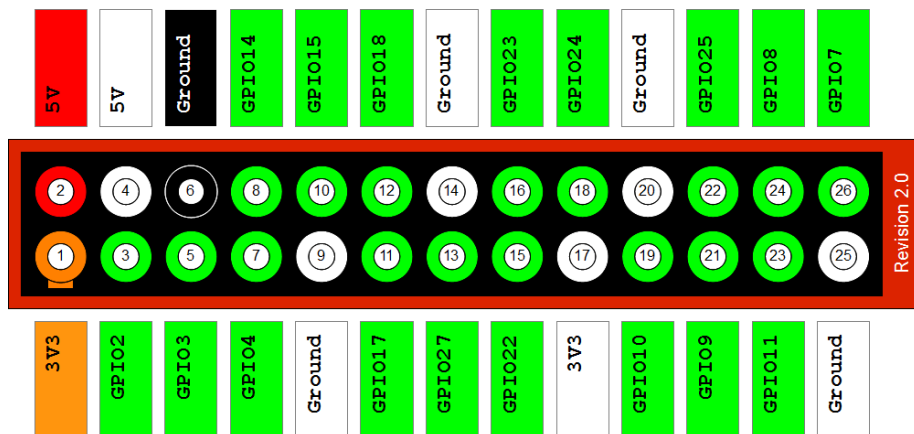 5V 5V Ground GPIO14 GPIO15 GPIO18 Ground GPIO23 GPIO24 Ground GPIO25 GPIO8 GPIO7
2 4 6 8 10 12 14 16 18 20 22 24 26
1 3 5 7 9 11 13 15 17 19 21 23 25
Revision 2.0
3V3 GPIO2 GPIO3 GPIO4 Ground GPIO17 GPIO27 GPIO22 3V3 GPIO10 GPIO9 GPIO11 Ground